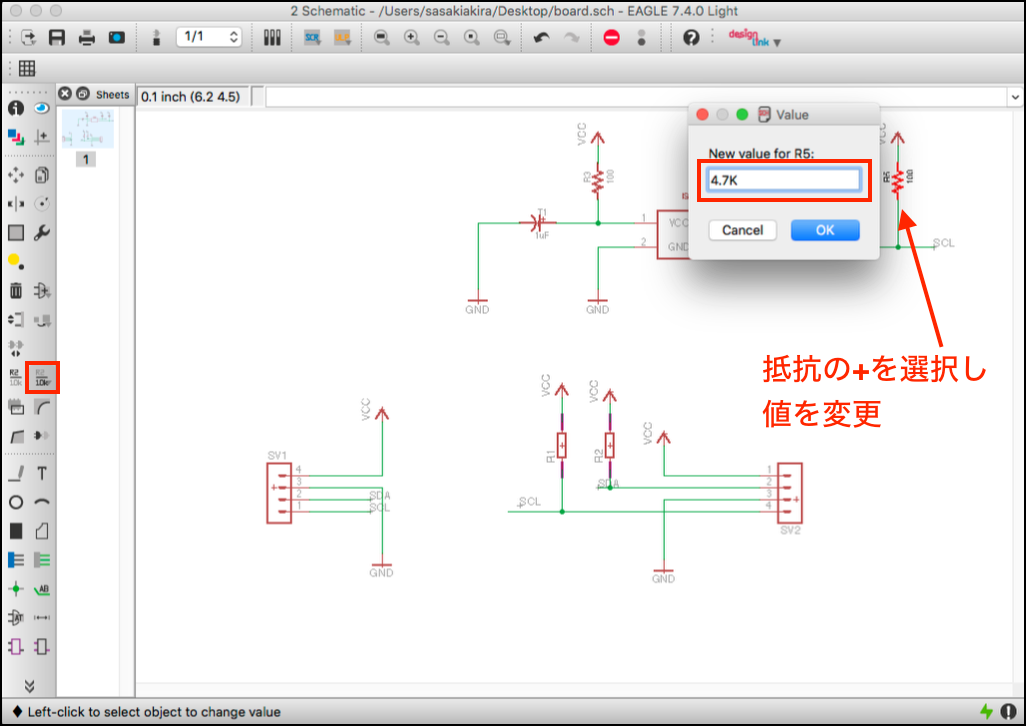 2 Schematic - /Users/sasakiakira/Desktop/board.sch - EAGLE 7.4.0 Light
1/1
SCR
design link
Sheets
0.1 inch (6.2 4.5)
1
Value
New value for R5:
4.7K
Cancel
OK
VCC
R3
100
T1
1uF
1
2
VCC
GND
GND
GND
VCC
R5
100
SCL
抵抗の+を選択し
値を変更
R2
10k
R2
10k
VCC
SV1
4
3
2
1
SDA
SCL
GND
VCC
R1
VCC
R2
SDA
SCL
VCC
1
2
3
4
SV2
GND
Left-click to select object to change value